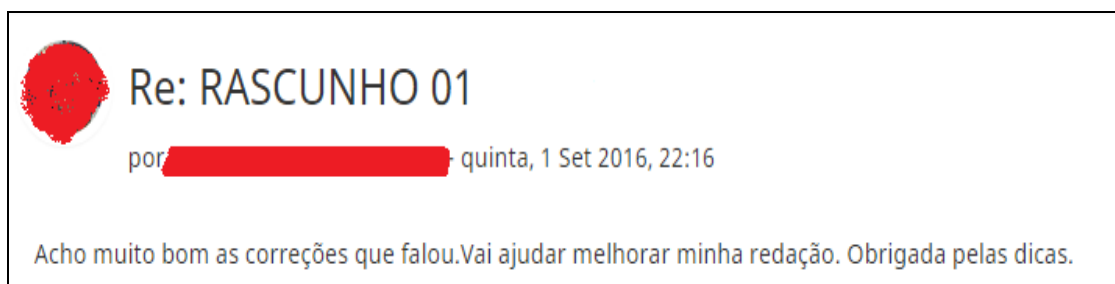 Re: RASCUNHO 01
por - quinta, 1 Set 2016, 22:16
Acho muito bom as correções que falou.Vai ajudar melhorar minha redação. Obrigada pelas dicas.